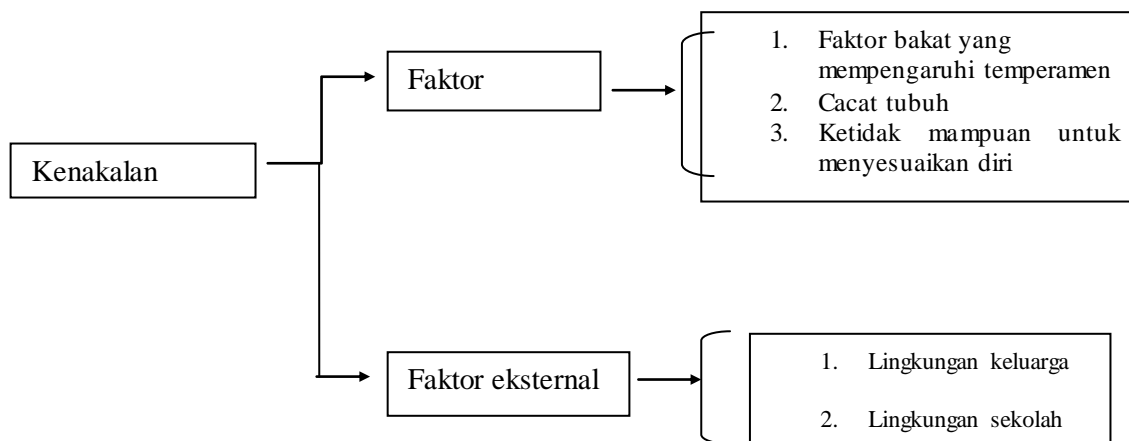 Kenakalan
Faktor
1. Faktor bakat yang
mempengaruhi temperamen
2. Cacat tubuh
3. Ketidak mampuan untuk
menyesuaikan diri
Faktor eksternal
1. Lingkungan keluarga
2. Lingkungan sekolah